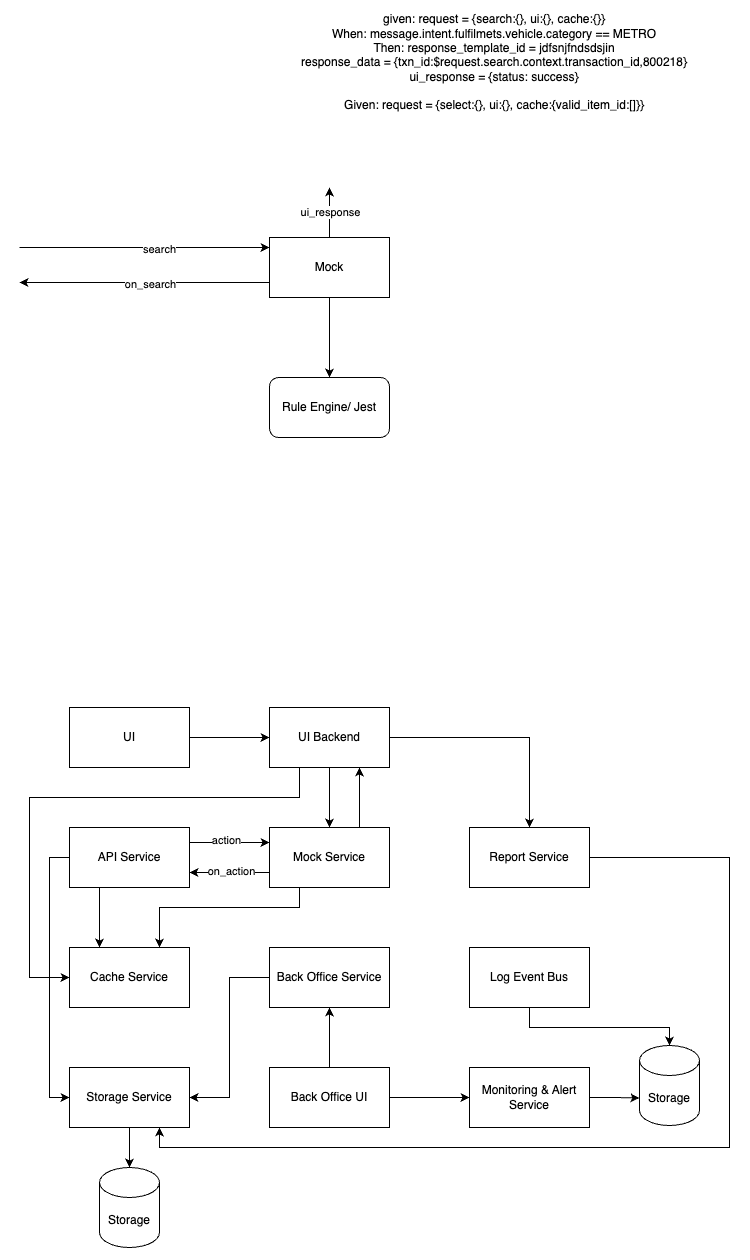 given: request = {search:{}, ui:{}, cache:{}}
When: message.intent.fulfilmets.vehicle.category == METRO
Then: response_template_id = jdfsnjfndsdsjin
response_data = {txn_id:$request.search.context.transaction_id,800218}
ui_response = {status: success}
Given: request = {select:{}, ui:{}, cache:{valid_item_id:[]}}
ui_response
search
Mock
on_search
Rule Engine/ Jest
UI
UI Backend
API Service
action
on_action
Mock Service
Report Service
Cache Service
Back Office Service
Log Event Bus
Storage Service
Back Office UI
Monitoring & Alert
Service
Storage
Storage